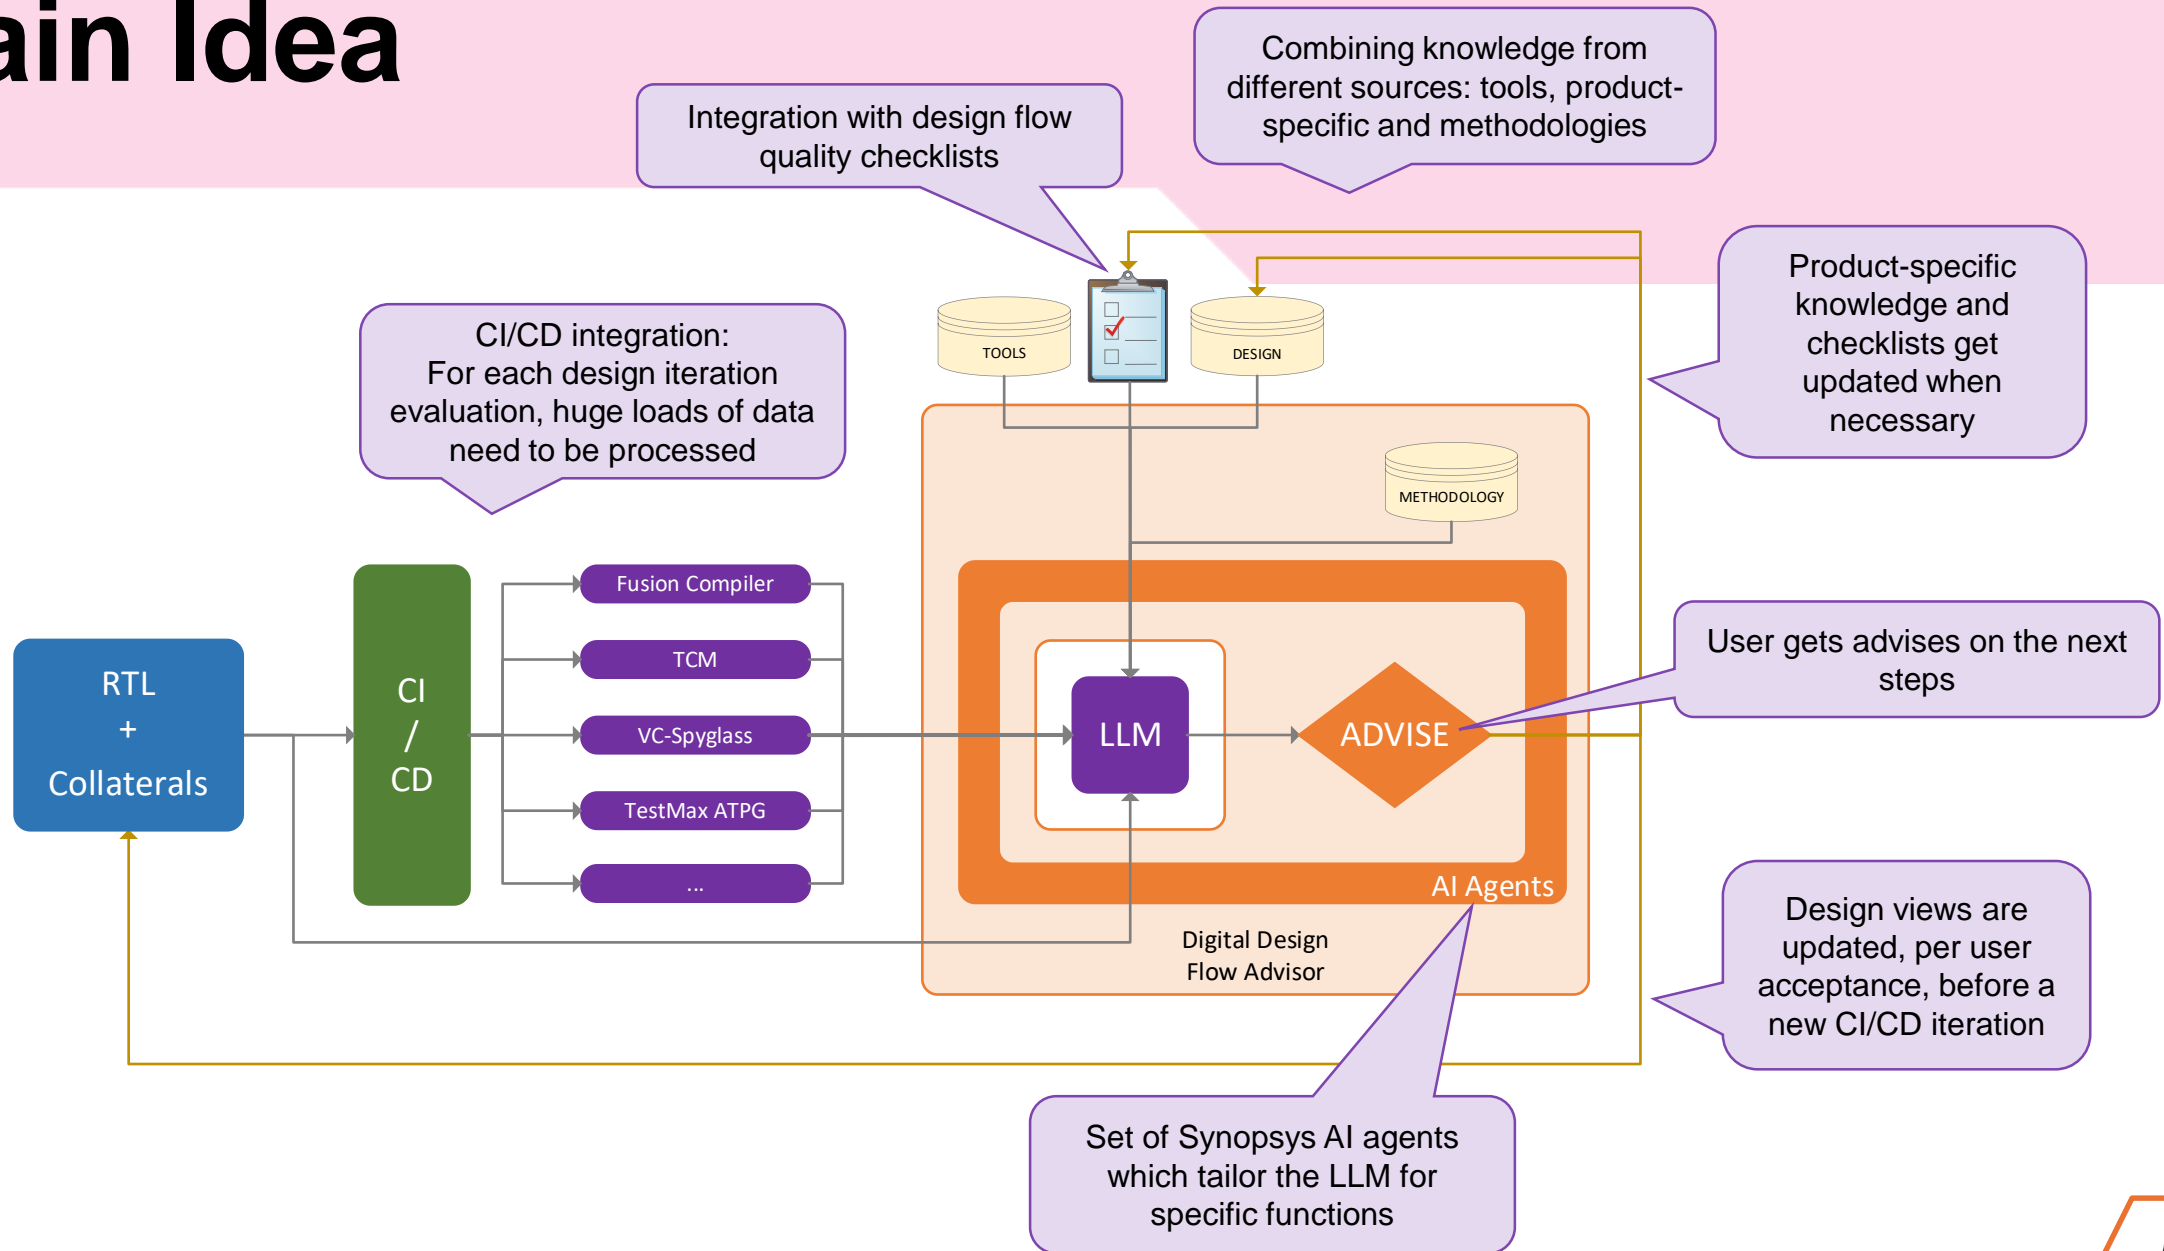 ain Idea
Combining knowledge from
different sources: tools, product-
specific and methodologies
Integration with design flow
quality checklists
Product-specific
knowledge and
checklists get
updated when
necessary
CI/CD integration:
For each design iteration
evaluation, huge loads of data
need to be processed
TOOLS
DESIGN
METHODOLOGY
RTL
+
Collaterals
CI
/
CD
Fusion Compiler
TCM
VC-Spyglass
TestMax ATPG
...
LLM
ADVISE
AI Agents
Digital Design
Flow Advisor
User gets advises on the next
steps
Design views are
updated, per user
acceptance, before a
new CI/CD iteration
Set of Synopsys AI agents
which tailor the LLM for
specific functions